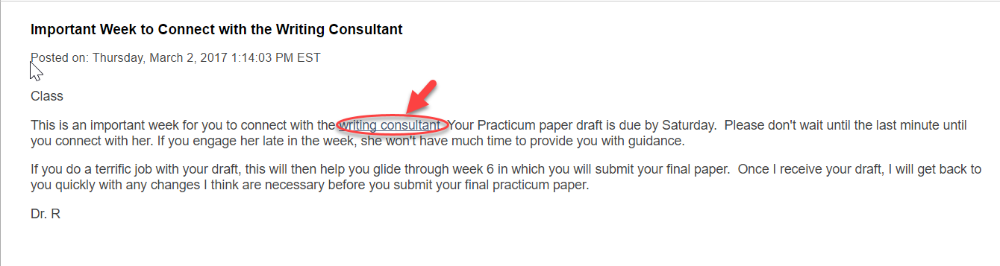 Important Week to Connect with the Writing Consultant
Posted on: Thursday, March 2, 2017 1:14:03 PM EST
Class
This is an important week for you to connect with the writing consultant. Your Practicum paper draft is due by Saturday.  Please don't wait until the last minute until
you connect with her. If you engage her late in the week, she won't have much time to provide you with guidance.
If you do a terrific job with your draft, this will then help you glide through week 6 in which you will submit your final paper.  Once I receive your draft, I will get back to
you quickly with any changes I think are necessary before you submit your final practicum paper.
Dr. R